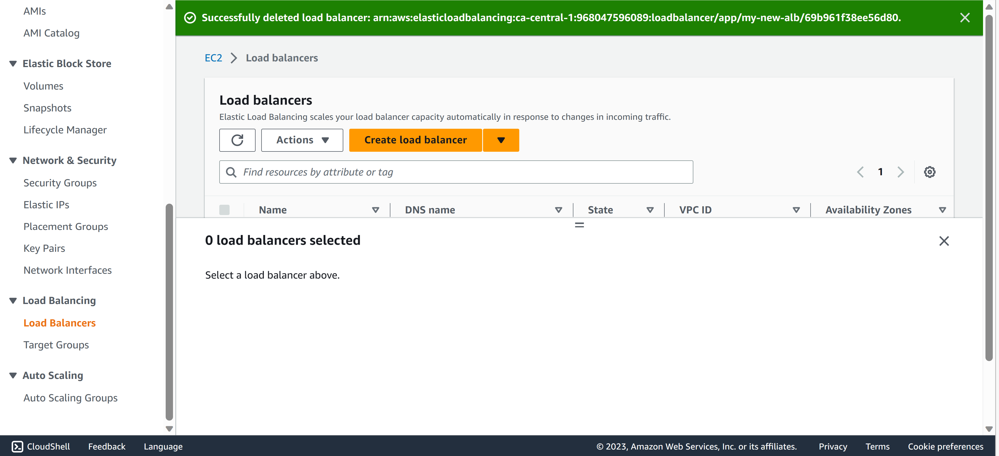 AMIs
AMI Catalog
Elastic Block Store
Volumes
Snapshots
Lifecycle Manager
Network & Security
Security Groups
Elastic IPs
Placement Groups
Key Pairs
Network Interfaces
Load Balancing
Load Balancers
Target Groups
Auto Scaling
Auto Scaling Groups
Successfully deleted load balancer: arn:aws:elasticloadbalancing:ca-central-1:968047596089:loadbalancer/app/my-new-alb/69b961f38ee56d80.
EC2 Load balancers
Load balancers
Elastic Load Balancing scales your load balancer capacity automatically in response to changes in incoming traffic.
Actions Create load balancer
Find resources by attribute or tag 1
Name DNS name State VPC ID Availability Zones
0 load balancers selected
Select a load balancer above.
CloudShell Feedback Language © 2023, Amazon Web Services, Inc. or its affiliates. Privacy Terms Cookie preferences